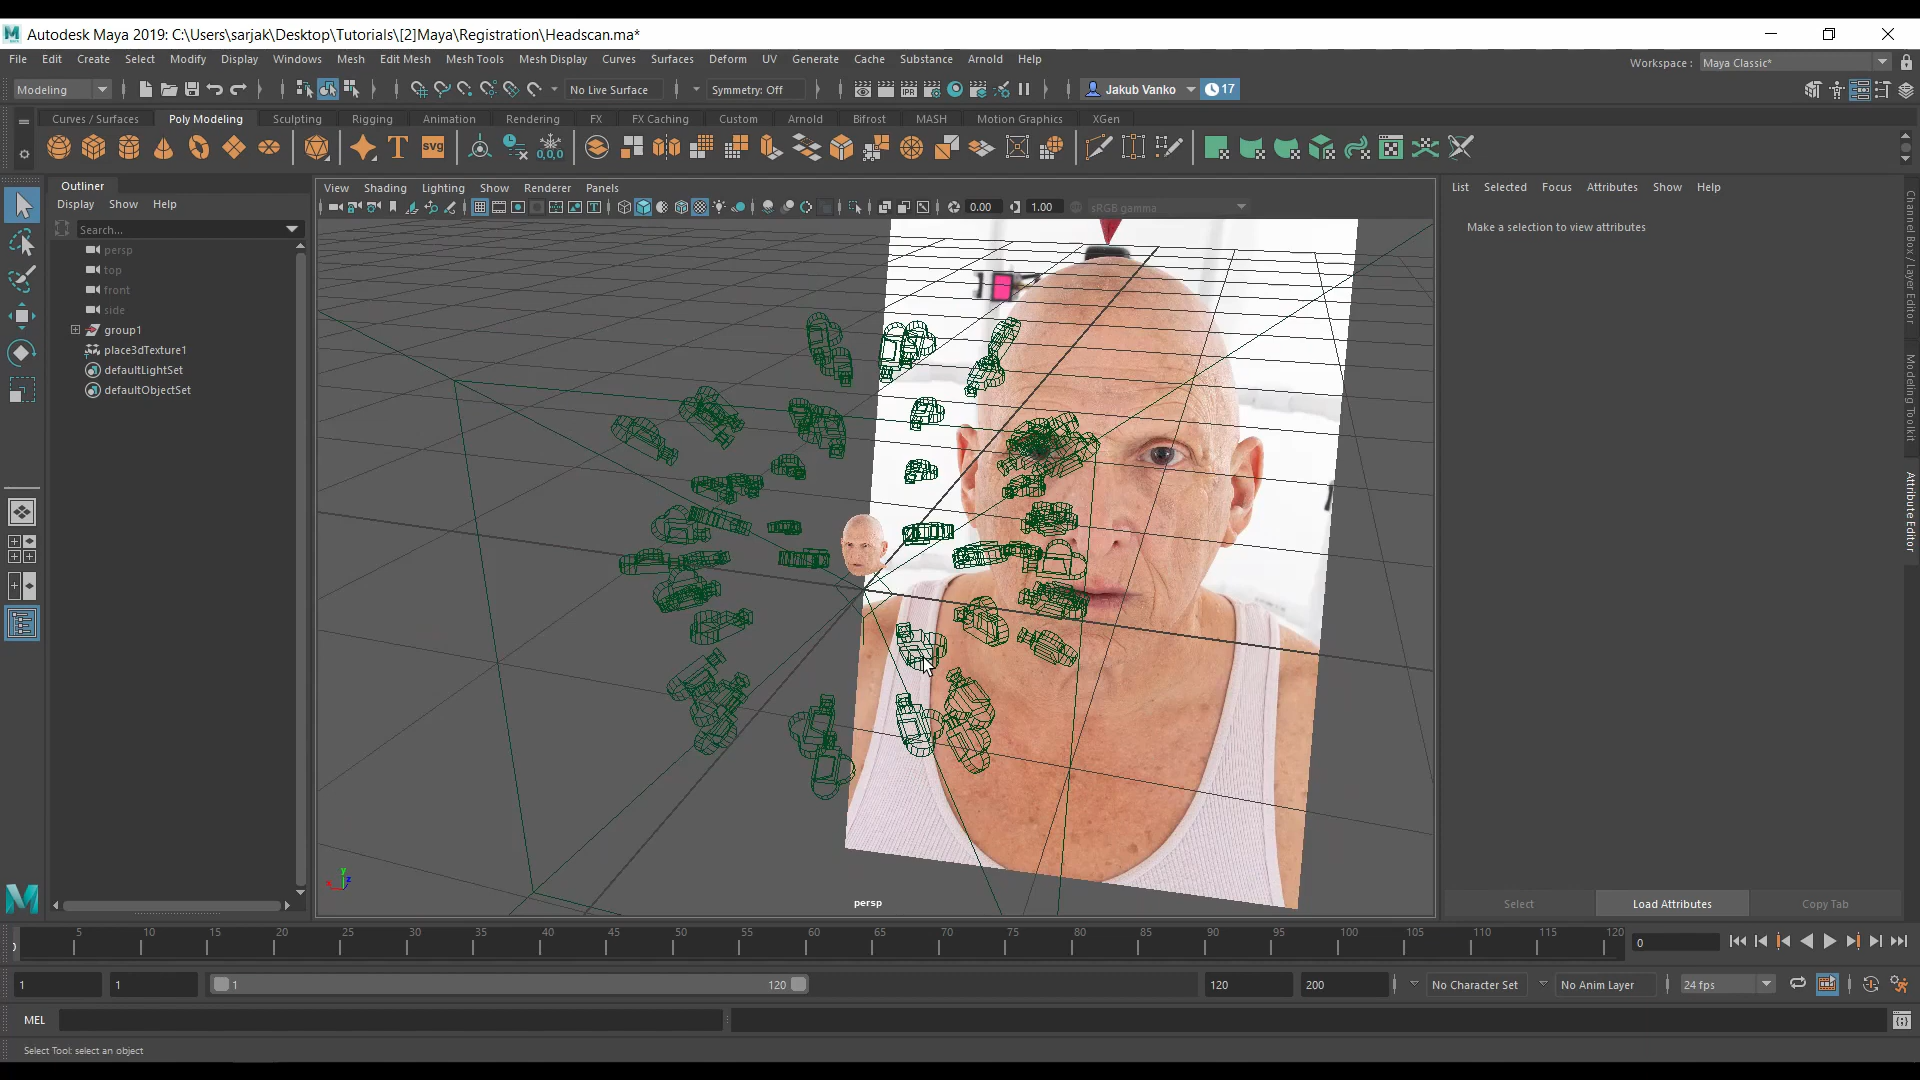 Autodesk Maya 2019: C:\Users\sarjak\Desktop\Tutorials\[2]Maya\Registration\Headscan.ma*
File Edit Create Select Modify Display Windows Mesh Edit Mesh Mesh Tools Mesh Display Curves Surfaces Deform UV Generate Cache Substance Arnold Help
Workspace : Maya Classic*
Modeling No Live Surface Symmetry: Off Jakub Vanko 17
Curves / Surfaces Poly Modeling Sculpting Rigging Animation Rendering FX FX Caching Custom Arnold Bifrost MASH Motion Graphics XGen
IPR
T SVG 0,0,0
Outliner
Display Show Help
Search...
persp
top
front
side
group1
place3dTexture1
defaultLightSet
defaultObjectSet
View Shading Lighting Show Renderer Panels
0.00 1.00 sRGB gamma
y
x z
persp
List Selected Focus Attributes Show Help
Make a selection to view attributes
Select Load Attributes Copy Tab
Channel Box / Layer Editor
Modeling Toolkit
Attribute Editor
5 10 15 20 25 30 35 40 45 50 55 60 65 70 75 80 85 90 95 100 105 110 115 120
0
1 1 1 120 120 200 No Character Set No Anim Layer 24 fps
MEL
Select Tool: select an object